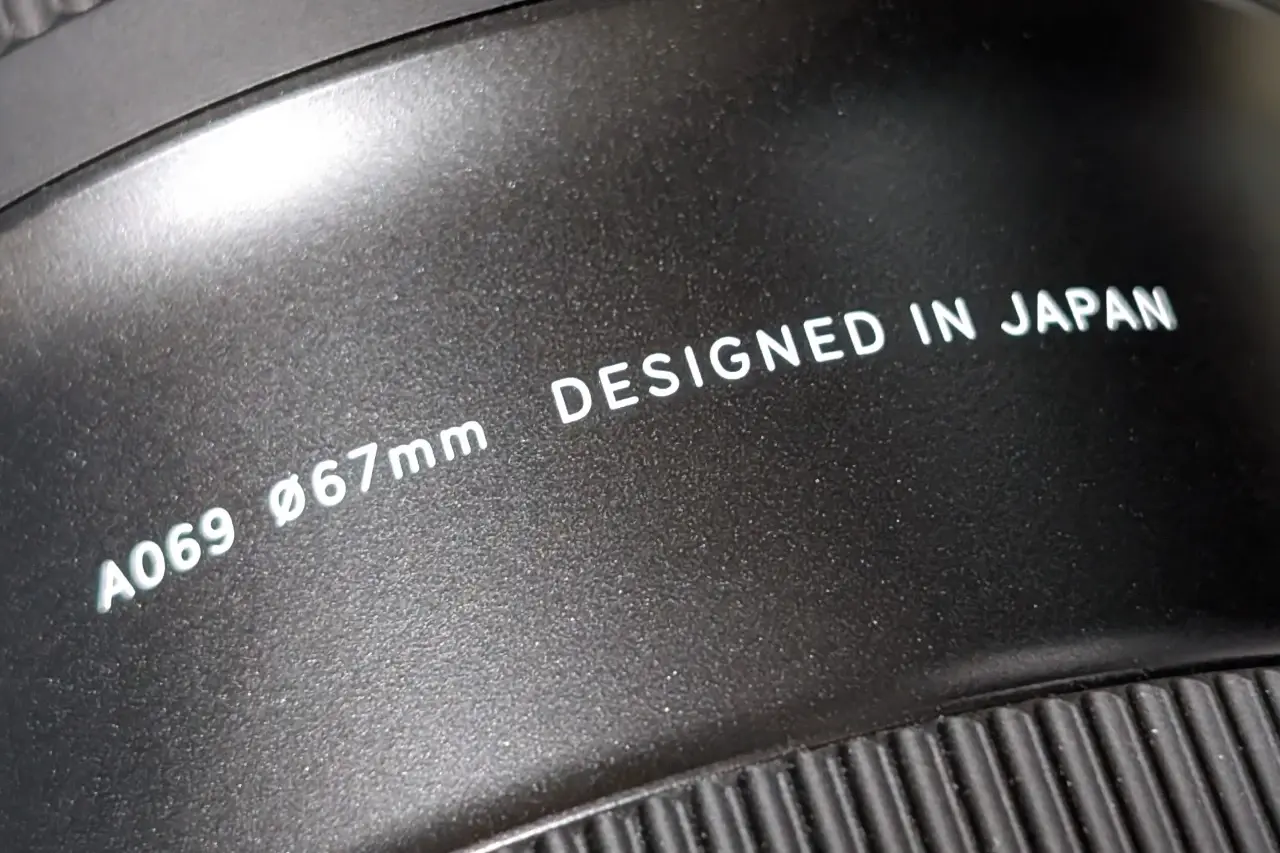 A069 Ø67mm DESIGNED IN JAPAN